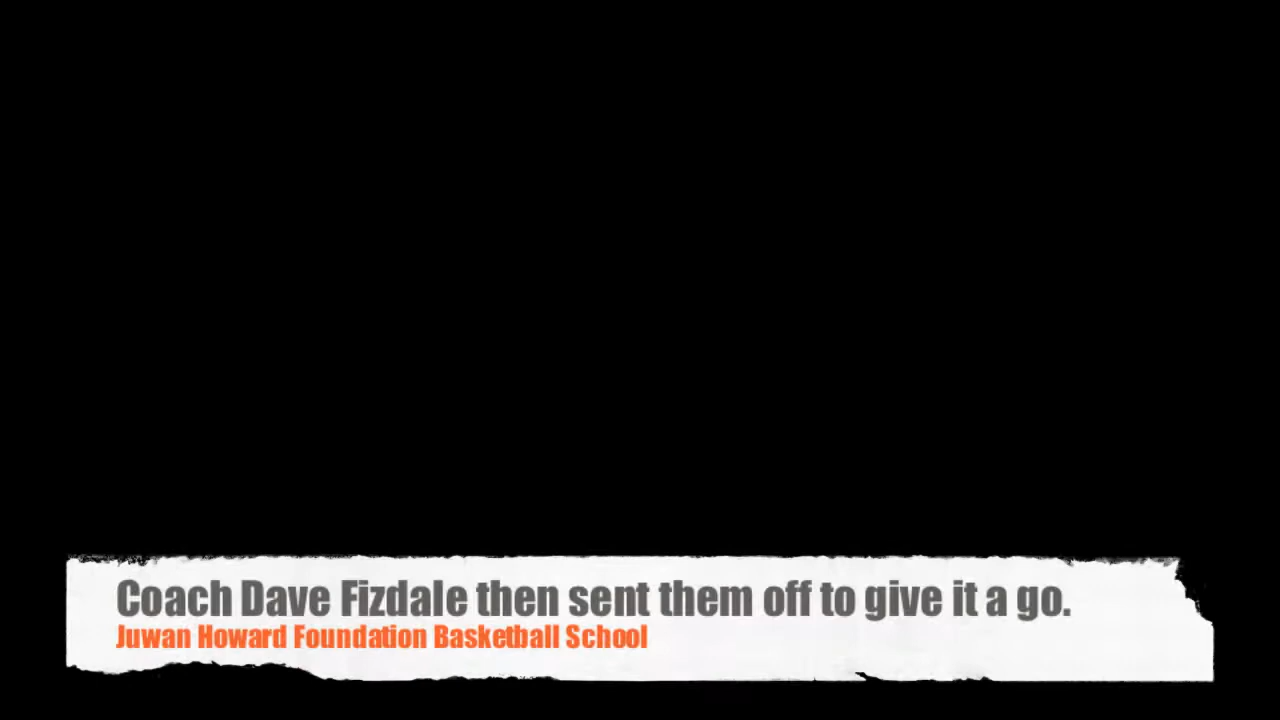 Coach Dave Fizdale then sent them off to give it a go.
Juwan Howard Foundation Basketball School